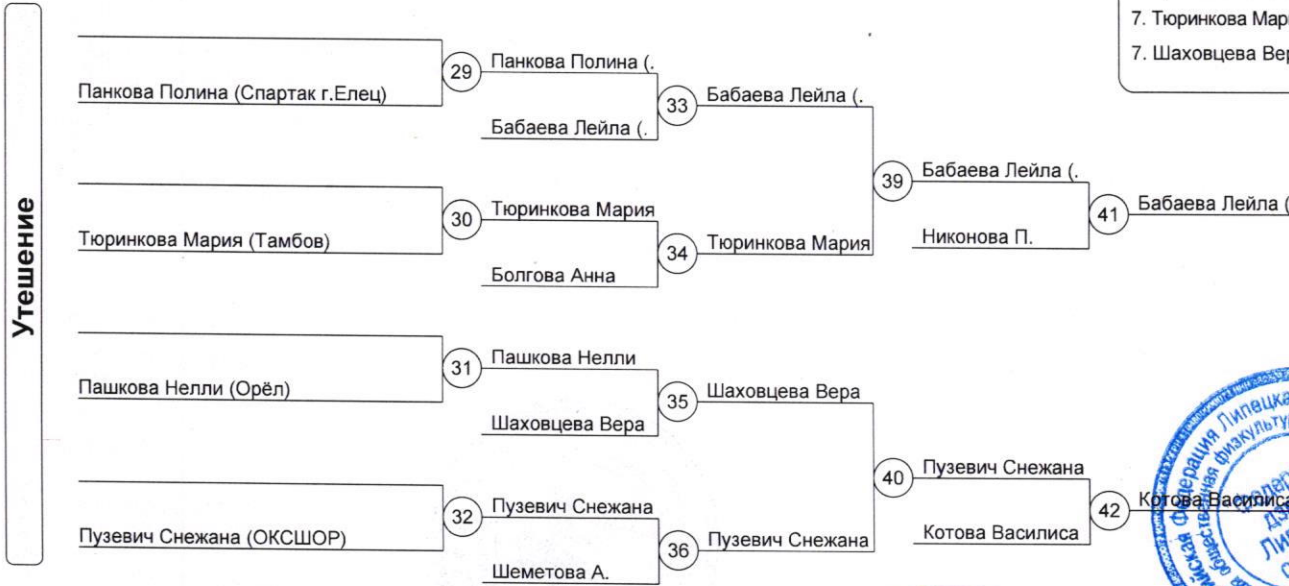 7. Тюринкова
7. Шаховцева
Утешение
29
Панкова Полина (.
Панкова Полина (Спартак г.Елец)
33
Бабаева Лейла (.
Бабаева Лейла (.
39
Бабаева Лейла (.
30
Тюринкова Мария
41
Бабаева Лейла (
Тюринкова Мария (Тамбов)
34
Тюринкова Мария
Никонова П.
Болгова Анна
31
Пашкова Нелли
Пашкова Нелли (Орёл)
35
Шаховцева Вера
Шаховцева Вера
40
Пузевич Снежана
32
Пузевич Снежана
42
Котова Василиса
Пузевич Снежана (ОКСШОР)
36
Пузевич Снежана
Котова Василиса
Шеметова А.